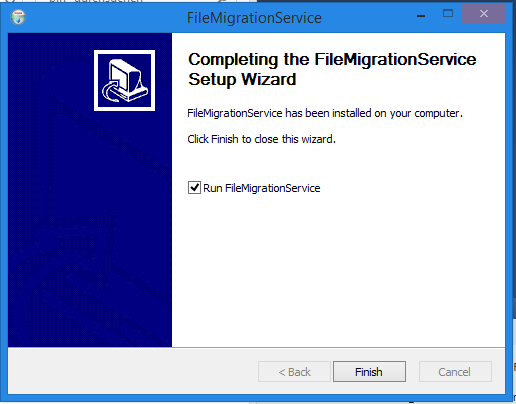 FileMigrationService
Completing the FileMigrationService
Setup Wizard
FileMigrationService has been installed on your computer.
Click Finish to close this wizard.
Run FileMigrationService
< Back
Finish
Cancel